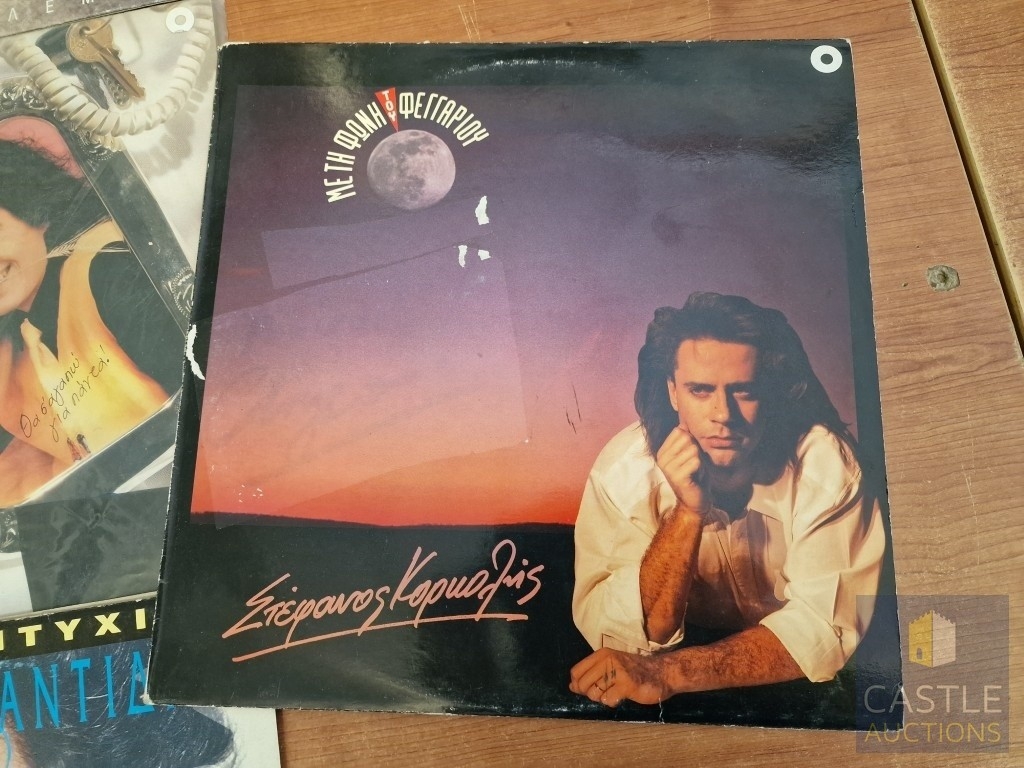 ΜΕ ΤΗ ΦΩΝΗ ΤΟΥ ΦΕΓΓΑΡΙΟΥ
Στέφανος Κορκολής
Θα σ'αγαπώ
για πάντα!
ΤΥΧΙ
ΑΝΤΙΔ
CASTLE
AUCTIONS